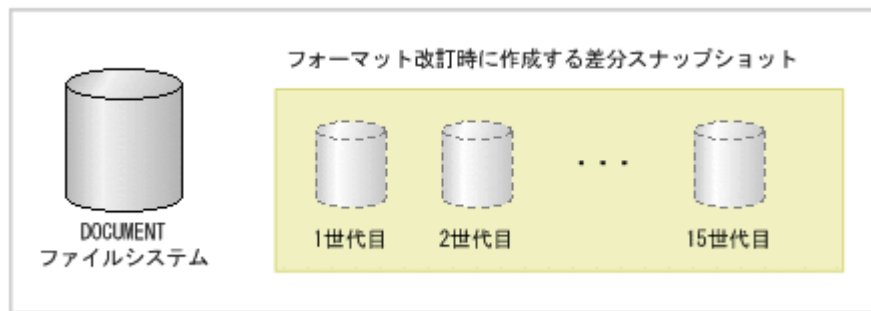 フォーマット改訂時に作成する差分スナップショット
DOCUMENT
ファイルシステム
1世代目
2世代目
・・・
15世代目